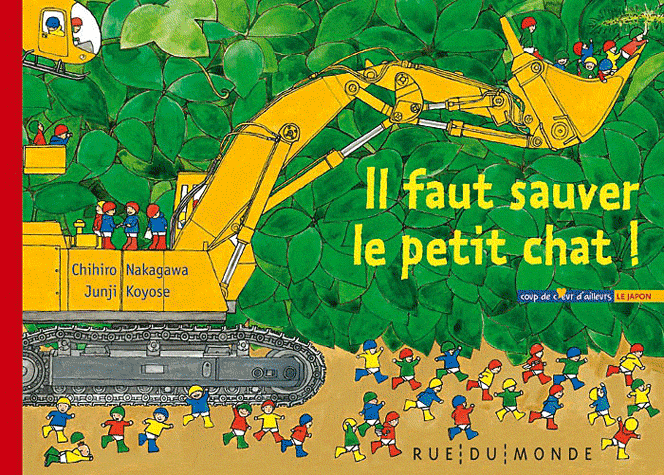 Il faut sauver
le petit chat !
Chihiro Nakagawa
Junji Koyose
coup de cœur d'ailleurs LE JAPON
RUE DU MONDE